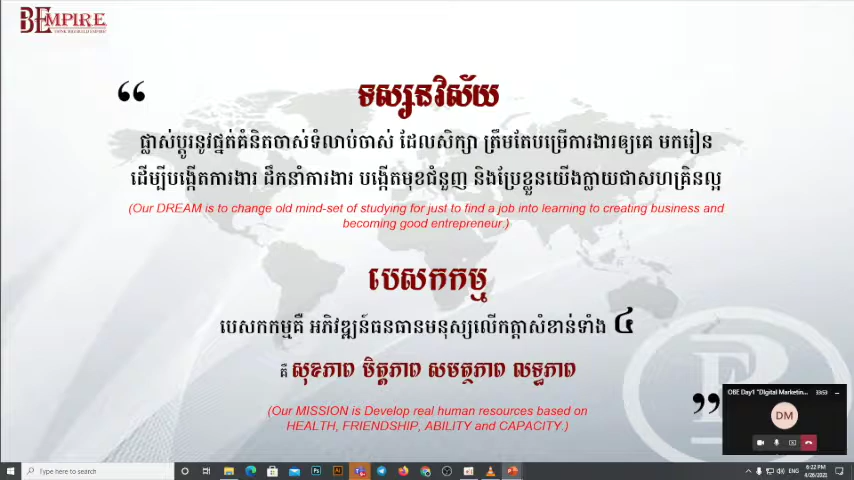 BEMPIRE
ទស្សនវិស័យ
“
ផ្លាស់ប្តូរនូវផ្នត់គំនិតចាស់ទំលាប់ចាស់ ដែលសិក្សា ត្រឹមតែបម្រើការងារឲ្យគេ មករៀន
ដើម្បីបង្កើតការងារ ដឹកនាំការងារ បង្កើតមុខជំនួញ និងប្រែខ្លួនយើងក្លាយជាសហគ្រិនល្អ
(Our DREAM is to change old mind-set of studying for just to find a job into learning to creating business and
becoming good entrepreneur.)
បេសកកម្ម
បេសកកម្មគឺ អភិវឌ្ឍន៍ធនធានមនុស្សលើកត្តាសំខាន់ទាំង ៤
គឺ សុខភាព មិត្តភាព សមត្ថភាព លទ្ធភាព
”
(Our MISSION is Develop real human resources based on
HEALTH, FRIENDSHIP, ABILITY and CAPACITY.)
OBE Day1 "Digital Marketin...
DM
Type here to search
ENG
6:22 PM